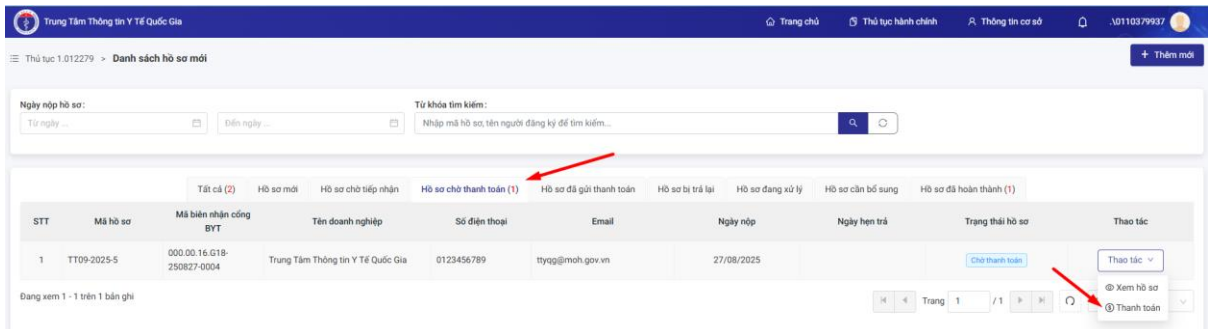 Trung Tâm Thông tin Y Tế Quốc Gia
Trang chủ
Thủ tục hành chính
Thông tin cơ sở
.\0110379937
Thủ tục 1.012279 > Danh sách hồ sơ mới
+ Thêm mới
Ngày nộp hồ sơ:
Từ khóa tìm kiếm:
Từ ngày ...
Đến ngày ...
Nhập mã hồ sơ, tên người đăng ký để tìm kiếm...
Tất cả (2)
Hồ sơ mới
Hồ sơ chờ tiếp nhận
Hồ sơ chờ thanh toán (1)
Hồ sơ đã gửi thanh toán
Hồ sơ bị trả lại
Hồ sơ đang xử lý
Hồ sơ cần bổ sung
Hồ sơ đã hoàn thành (1)
STT
Mã hồ sơ
Mã biên nhận cổng
BYT
Tên doanh nghiệp
Số điện thoại
Email
Ngày nộp
Ngày hẹn trả
Trạng thái hồ sơ
Thao tác
1
TT09-2025-5
000.00.16.G18-
250827-0004
Trung Tâm Thông tin Y Tế Quốc Gia
0123456789
ttyqg@moh.gov.vn
27/08/2025
Chờ thanh toán
Thao tác
Xem hồ sơ
Thanh toán
Đang xem 1 - 1 trên 1 bản ghi
Trang 1 / 1